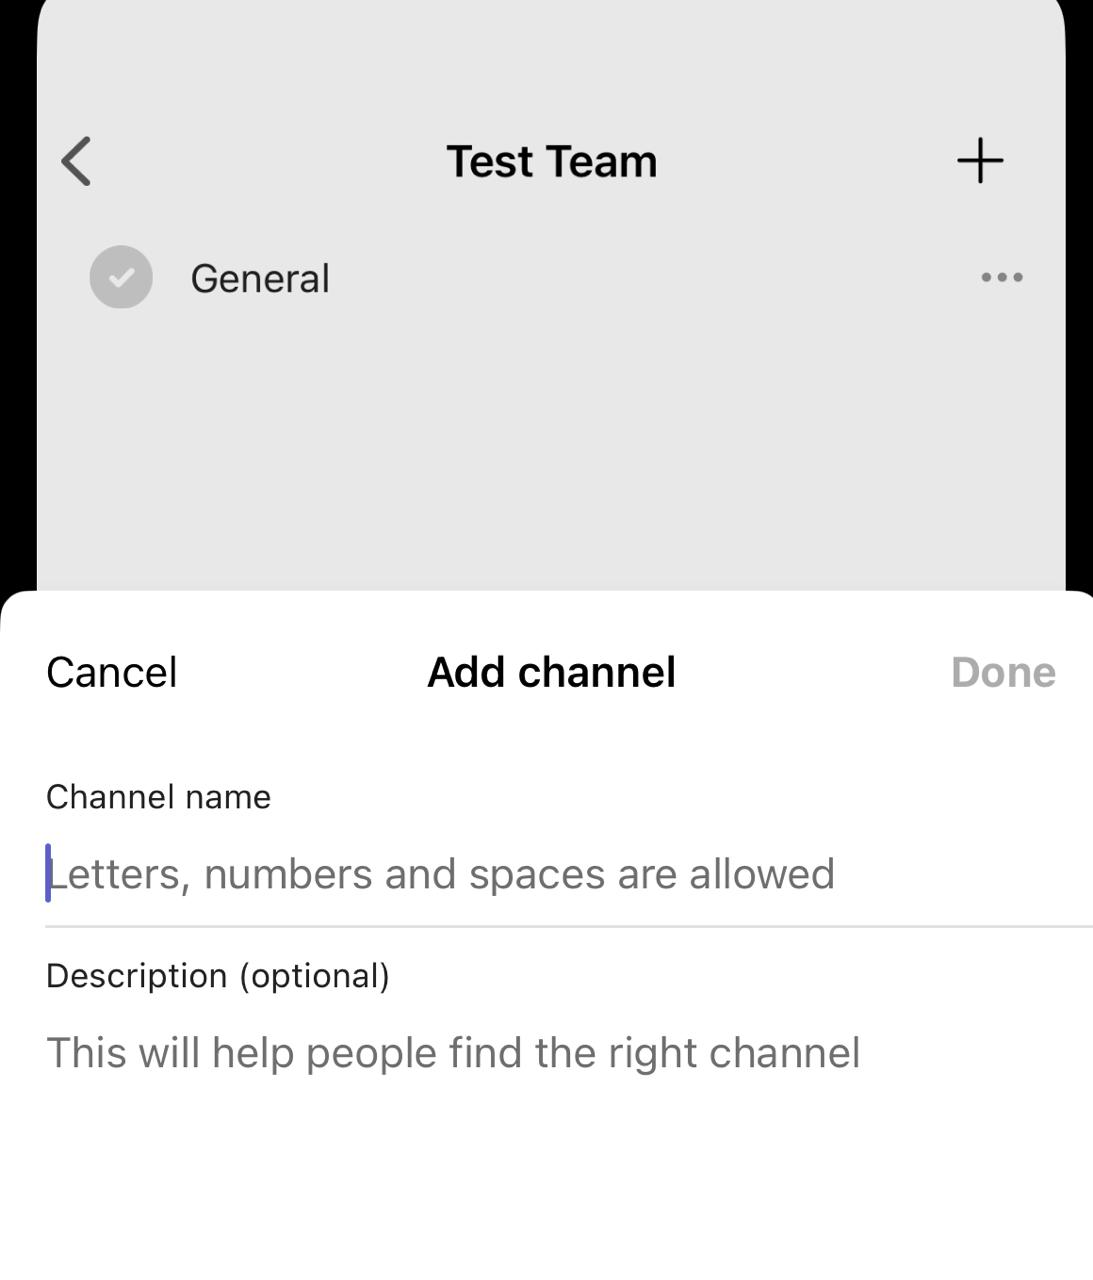 Test Team
General
Cancel Add channel Done
Channel name
Letters, numbers and spaces are allowed
Description (optional)
This will help people find the right channel